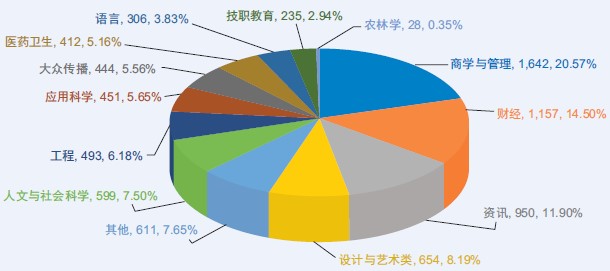 技职教育, 235, 2.94%
农林学, 28, 0.35%
商学与管理, 1,642, 20.57%
财经, 1,157, 14.50%
资讯, 950, 11.90%
设计与艺术类, 654, 8.19%
其他, 611, 7.65%
人文与社会科学, 599, 7.50%
工程, 493, 6.18%
应用科学, 451, 5.65%
大众传播, 444, 5.56%
医药卫生, 412, 5.16%
语言, 306, 3.83%